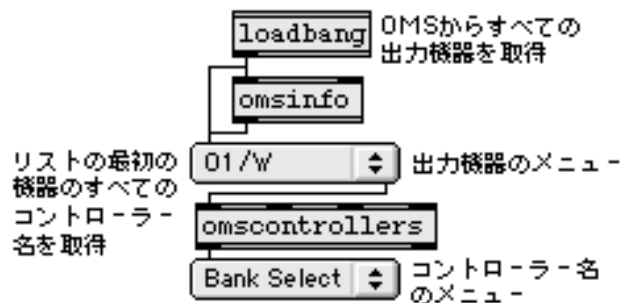 loadbang
OMSからすべての
出力機器を取得
omsinfo
リストの最初の
機器のすべての
コントローラー
名を取得
01/W
出力機器のメニュー
omscontrollers
Bank Select
コントローラー名
のメニュー